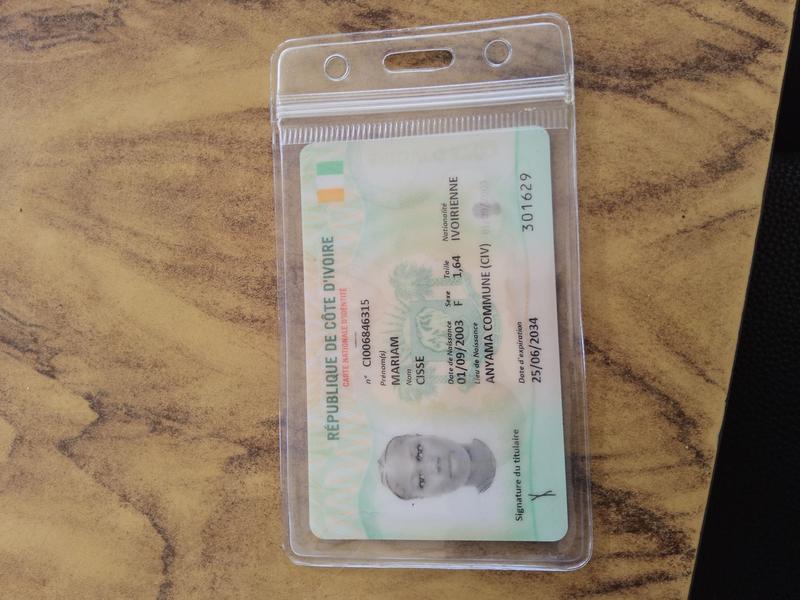 RÉPUBLIQUE DE CÔTE D'IVOIRE
CARTE NATIONALE D'IDENTITÉ
n° CI006846315
Prénom(s)
MARIAM
Nom
CISSE
Date de Naissance Sexe Taille Nationalité
01/09/2003 F 1,64 IVOIRIENNE
Lieu de Naissance
ANYAMA COMMUNE (CIV)
Date d'expiration
25/06/2034
301629
Signature du titulaire